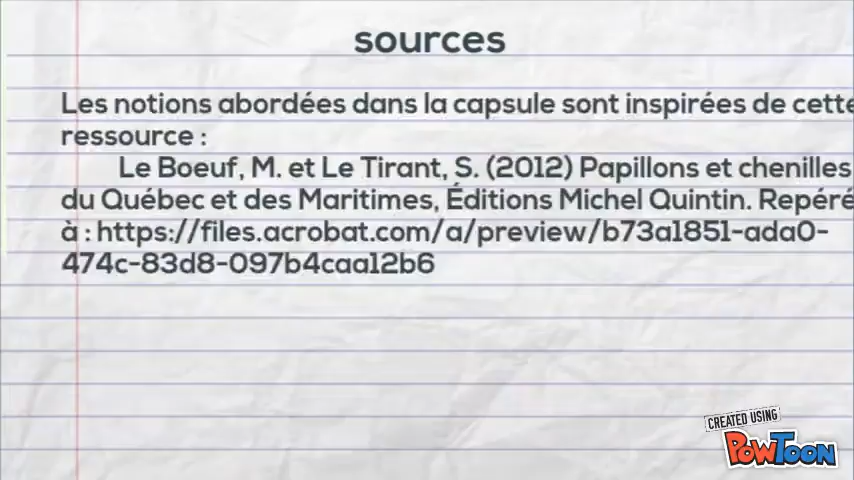 sources
Les notions abordées dans la capsule sont inspirées de cette
ressource :
Le Boeuf, M. et Le Tirant, S. (2012) Papillons et chenilles
du Québec et des Maritimes, Éditions Michel Quintin. Repéré
à : https://files.acrobat.com/a/preview/b73a1851-ada0-
474c-83d8-097b4caa12b6
CREATED USING
POWTOON